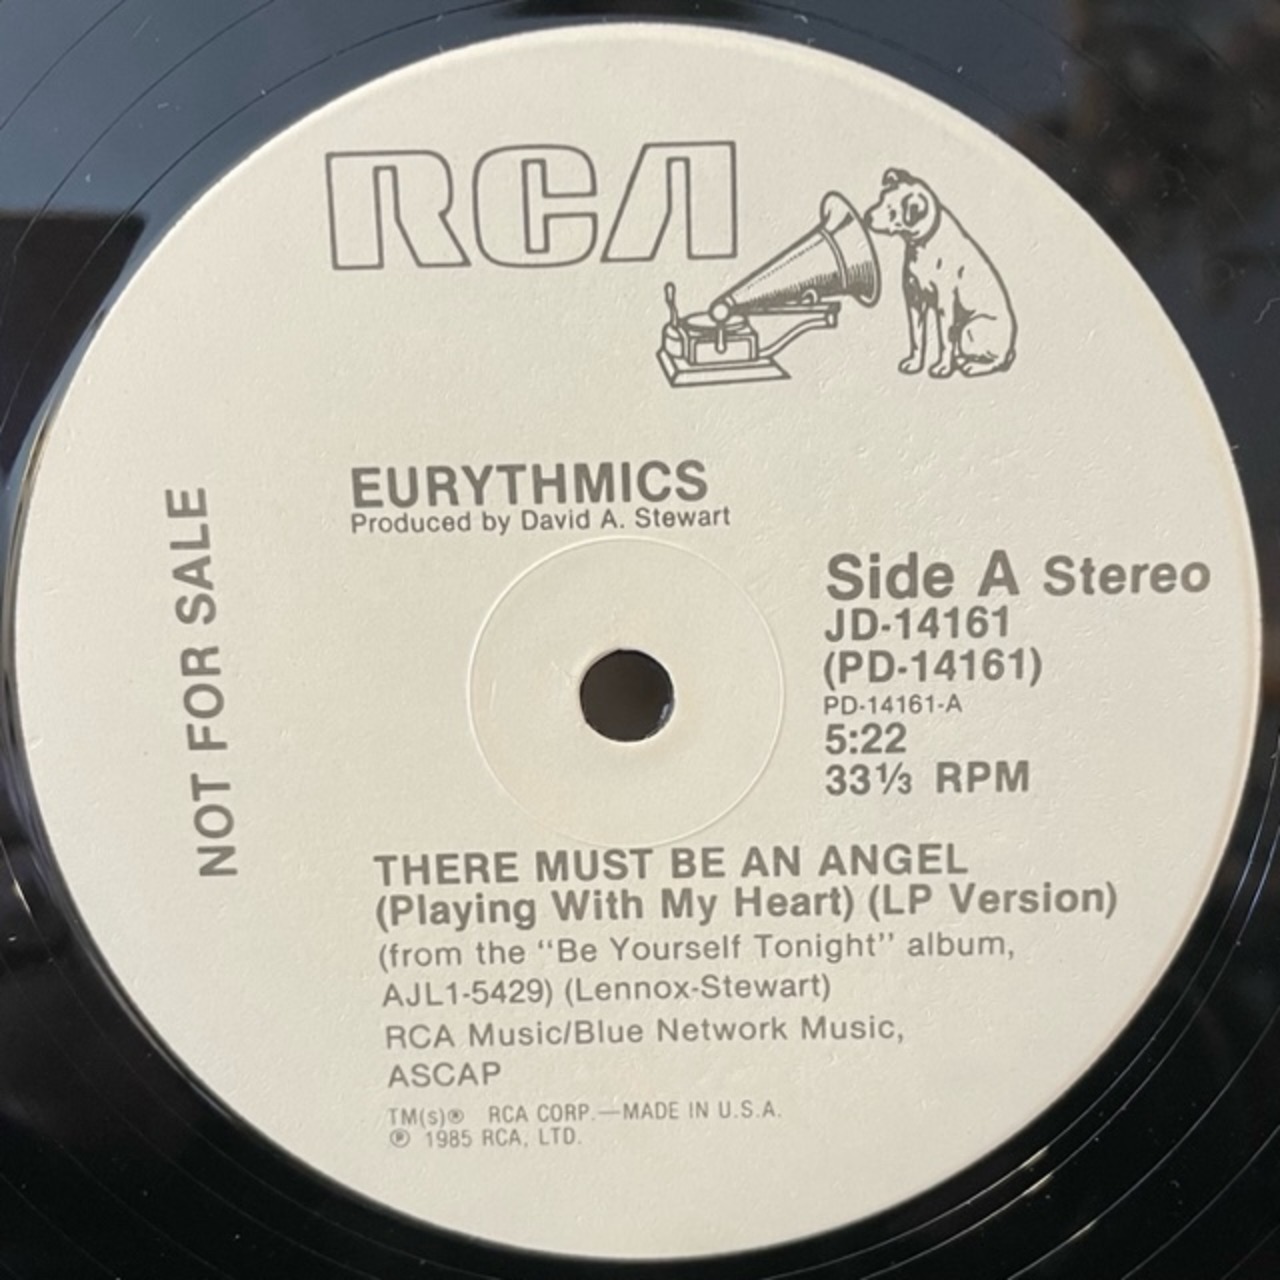 RCA
EURYTHMICS
Produced by David A. Stewart
NOT FOR SALE
Side A Stereo
JD-14161
(PD-14161)
PD-14161-A
5:22
33⅓ RPM
THERE MUST BE AN ANGEL
(Playing With My Heart) (LP Version)
(from the "Be Yourself Tonight" album,
AJL1-5429) (Lennox-Stewart)
RCA Music/Blue Network Music,
ASCAP
TM(s)® RCA CORP.—MADE IN U.S.A.
℗ 1985 RCA, LTD.